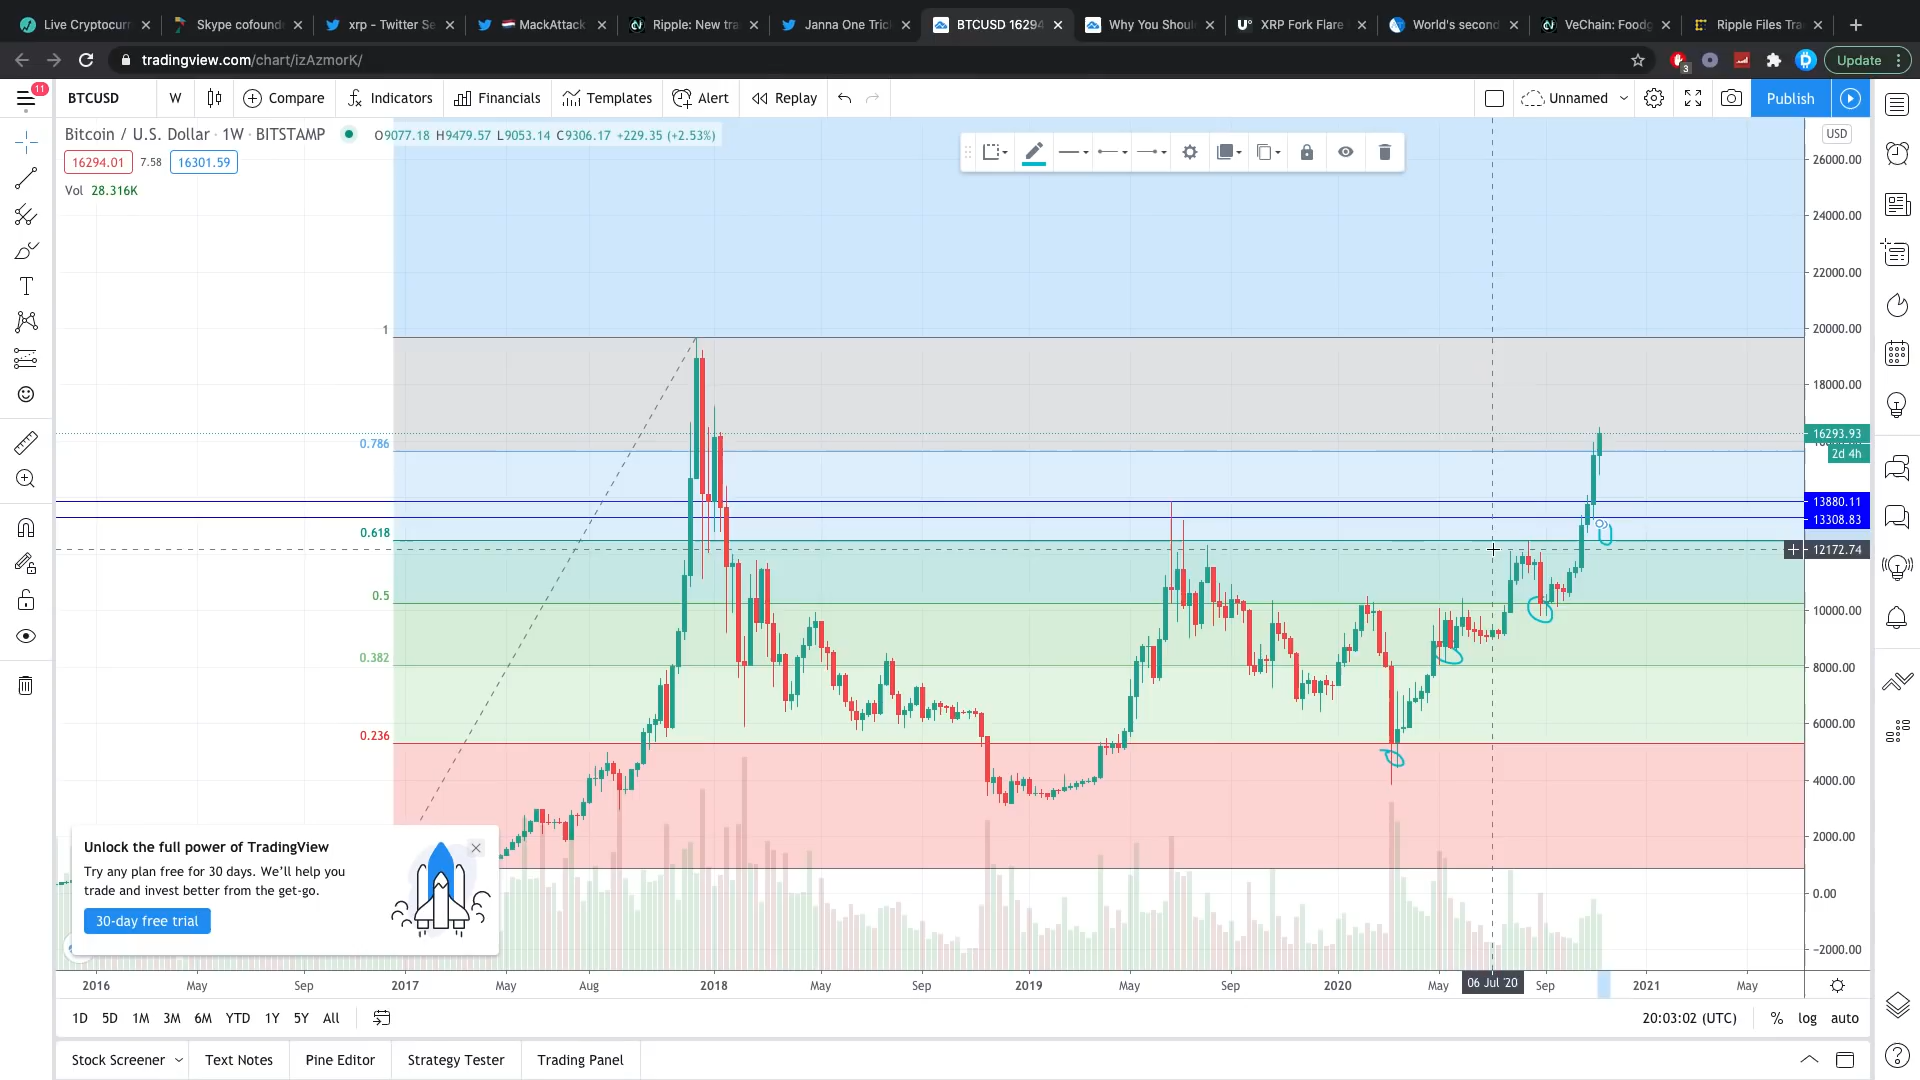 Live Cryptocurr
Skype cofound
xrp - Twitter Se
MackAttack
Ripple: New tra
Janna One Tric
BTCUSD 16294
Why You Shoul
XRP Fork Flare
World's second
VeChain: Foodg
Ripple Files Tra
tradingview.com/chart/izAzmorK/
3
Update
11
BTCUSD
W
Compare
Indicators
Financials
Templates
Alert
Replay
Unnamed
Publish
Bitcoin / U.S. Dollar · 1W · BITSTAMP
O9077.18 H9479.57 L9053.14 C9306.17 +229.35 (+2.53%)
16294.01
7.58
16301.59
Vol 28.316K
USD
26000.00
24000.00
22000.00
20000.00
18000.00
16293.93
2d 4h
13880.11
13308.83
12172.74
10000.00
8000.00
6000.00
4000.00
2000.00
0.00
−2000.00
1
0.786
0.618
0.5
0.382
0.236
Unlock the full power of TradingView
Try any plan free for 30 days. We'll help you
trade and invest better from the get-go.
30-day free trial
2016
May
Sep
2017
May
Aug
2018
May
Sep
2019
May
Sep
2020
May
06 Jul '20
Sep
2021
May
1D 5D 1M 3M 6M YTD 1Y 5Y All
20:03:02 (UTC)
% log auto
Stock Screener
Text Notes
Pine Editor
Strategy Tester
Trading Panel